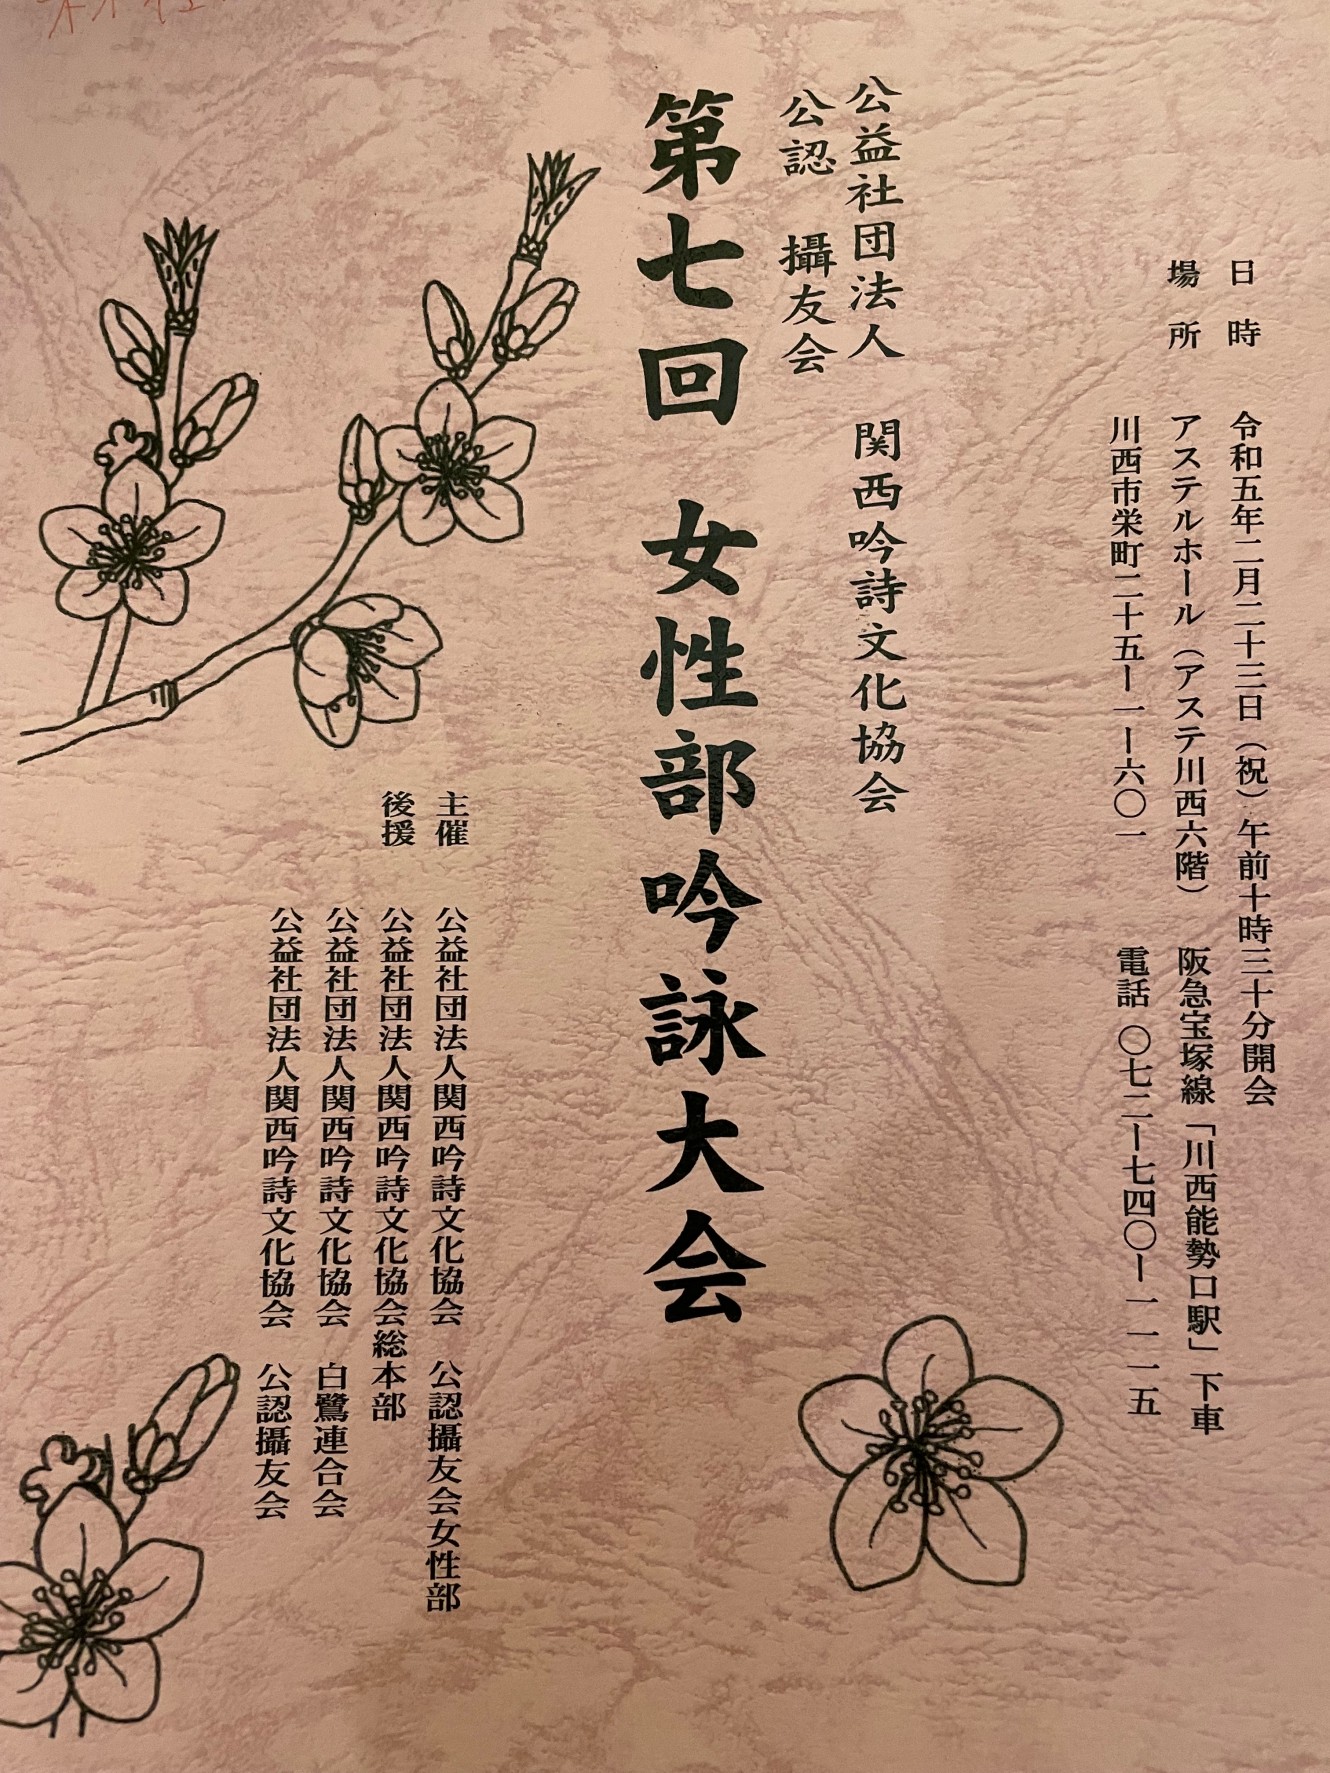 日時　令和五年二月二十三日（祝）午前十時三十分開会
場所　アステルホール（アステ川西六階）　阪急宝塚線「川西能勢口駅」下車
川西市栄町二十五ー一ー六〇一　電話　〇七二ー七四〇ー一一一五
公益社団法人　関西吟詩文化協会
公認　攝友会
第七回　女性部吟詠大会
主催　公益社団法人関西吟詩文化協会　公認攝友会女性部
後援　公益社団法人関西吟詩文化協会総本部
公益社団法人関西吟詩文化協会　白鷺連合会
公益社団法人関西吟詩文化協会　公認攝友会